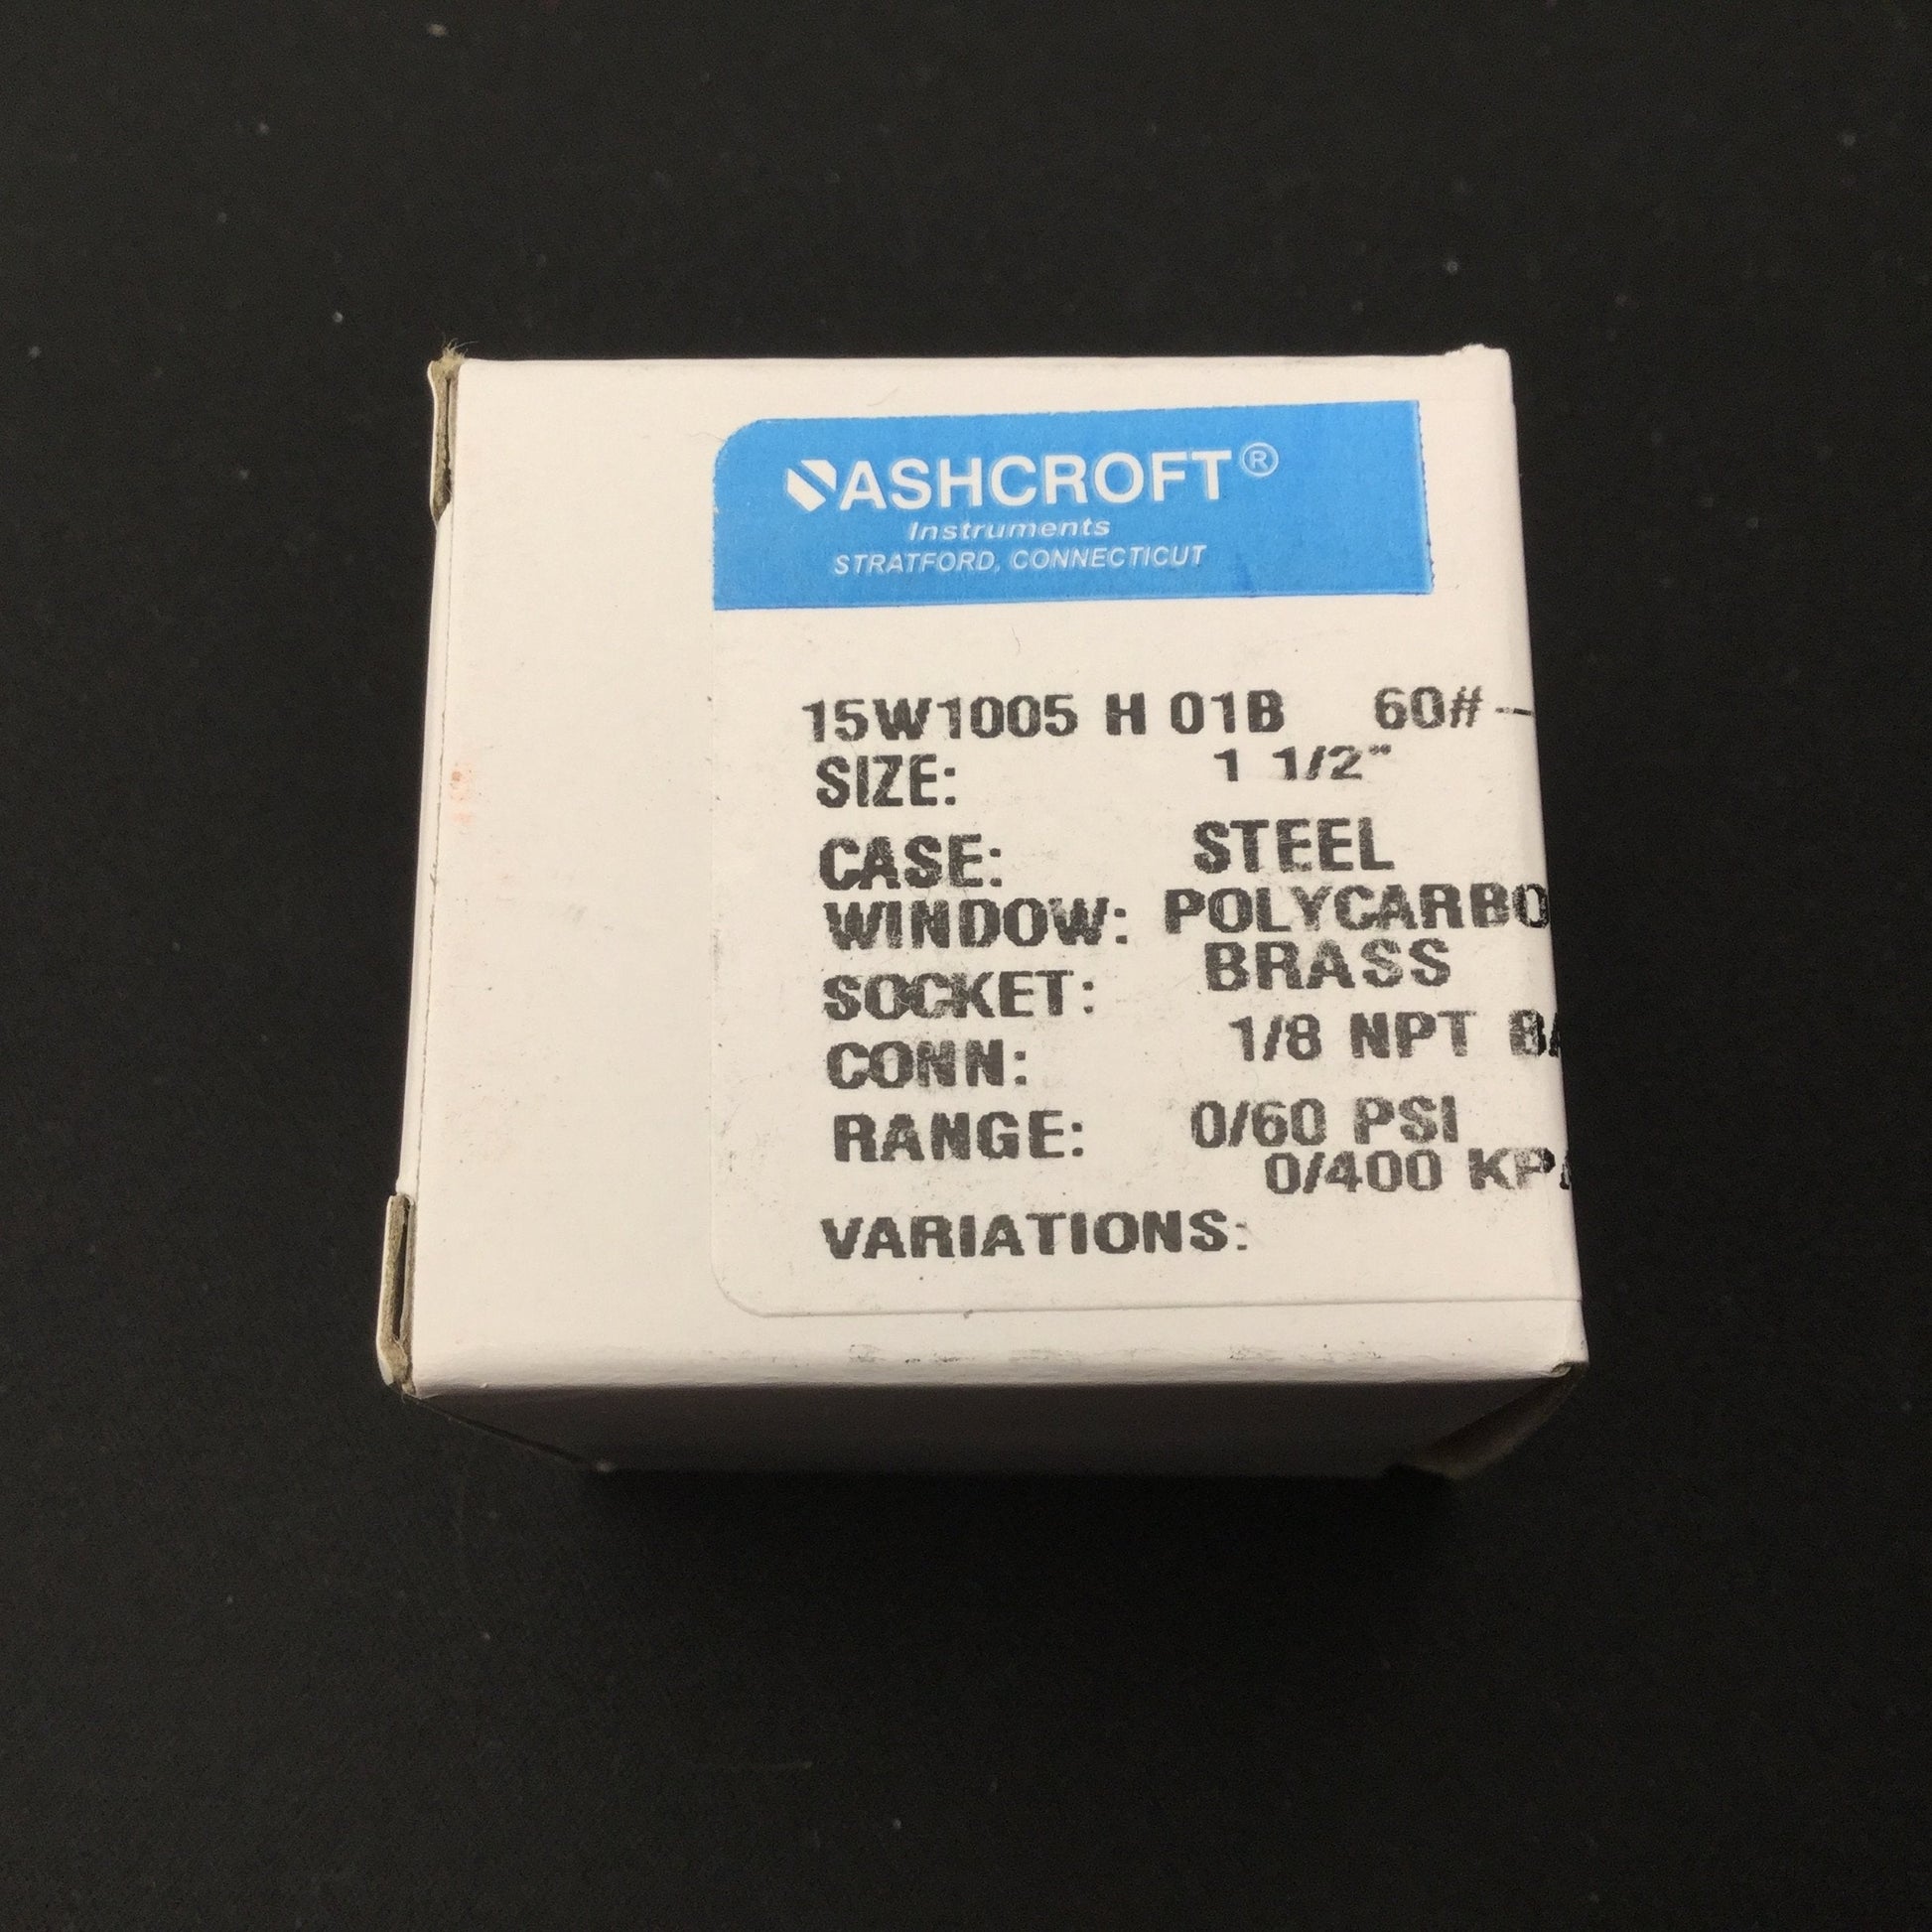 ASHCROFT®
Instruments
STRATFORD, CONNECTICUT
15W1005 H 01B 60#-
SIZE: 1 1/2"
CASE: STEEL
WINDOW: POLYCARBO
SOCKET: BRASS
CONN: 1/8 NPT
RANGE: 0/60 PSI
0/400 KPA
VARIATIONS: